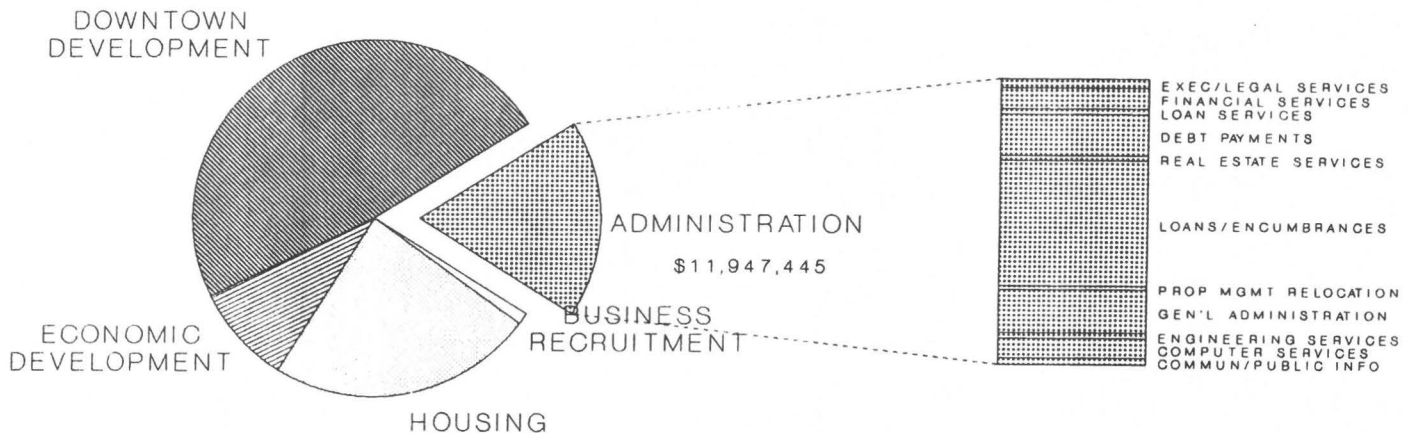 DOWNTOWN
DEVELOPMENT
ADMINISTRATION
$11,947,445
BUSINESS
RECRUITMENT
ECONOMIC
DEVELOPMENT
HOUSING
EXEC/LEGAL SERVICES
FINANCIAL SERVICES
LOAN SERVICES
DEBT PAYMENTS
REAL ESTATE SERVICES
LOANS/ENCUMBRANCES
PROP MGMT RELOCATION
GEN'L ADMINISTRATION
ENGINEERING SERVICES
COMPUTER SERVICES
COMMUN/PUBLIC INFO